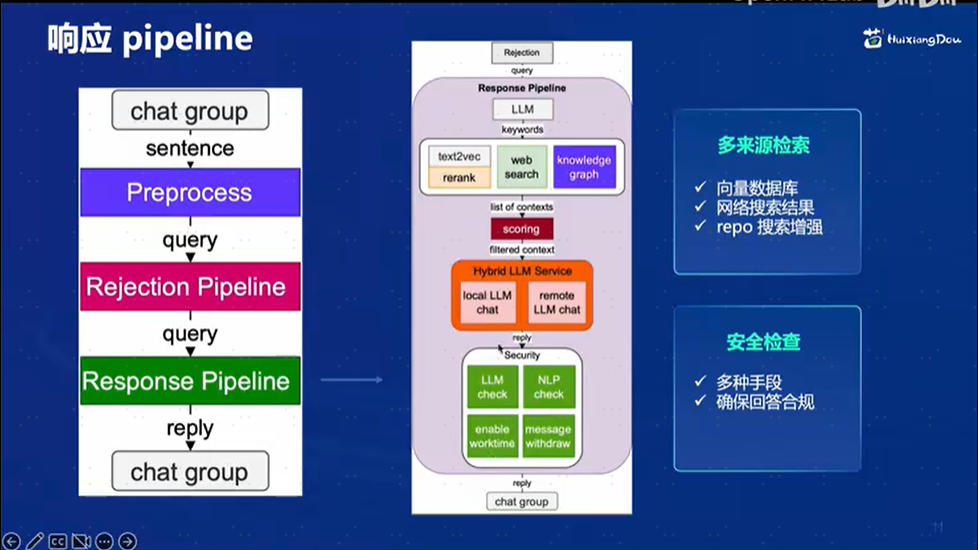 响应 pipeline
HuixiangDou
chat group
sentence
Preprocess
query
Rejection Pipeline
query
Response Pipeline
reply
chat group
Rejection
query
Response Pipeline
LLM
keywords
text2vec
rerank
web
search
knowledge
graph
list of contexts
scoring
filtered context
Hybrid LLM Service
local LLM
chat
remote
LLM chat
reply
Security
LLM
check
NLP
check
enable
worktime
message
withdraw
reply
chat group
多来源检索
✓ 向量数据库
✓ 网络搜索结果
✓ repo 搜索增强
安全检查
✓ 多种手段
✓ 确保回答合规
11
CC